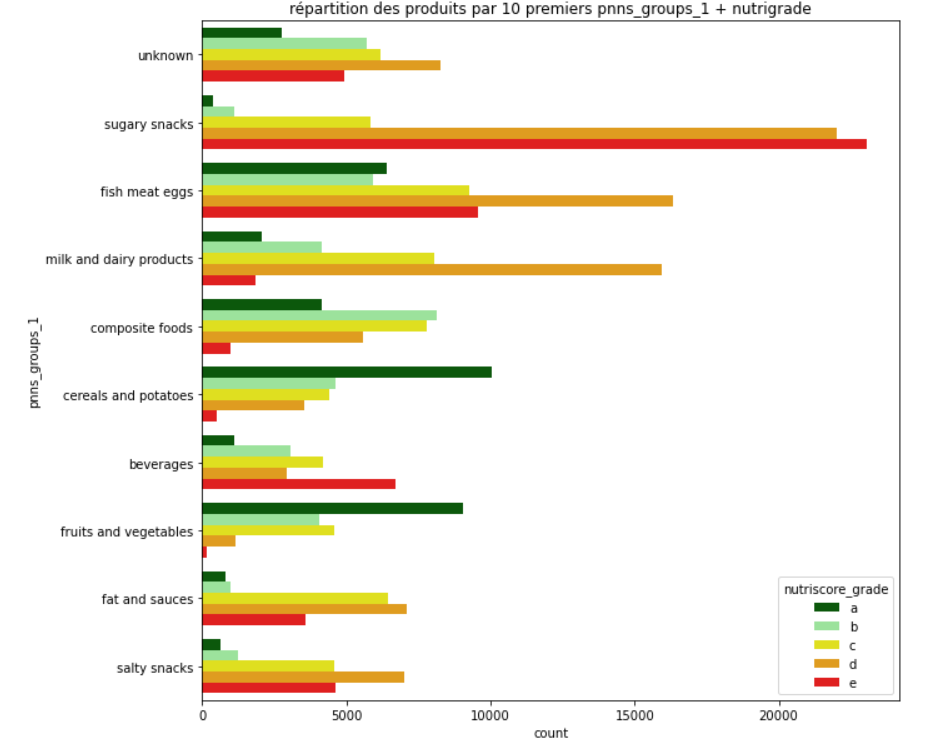 répartition des produits par 10 premiers pnns_groups_1 + nutrigrade
pnns_groups_1
unknown
sugary snacks
fish meat eggs
milk and dairy products
composite foods
cereals and potatoes
beverages
fruits and vegetables
fat and sauces
salty snacks
nutriscore_grade
a
b
c
d
e
0 5000 10000 15000 20000
count